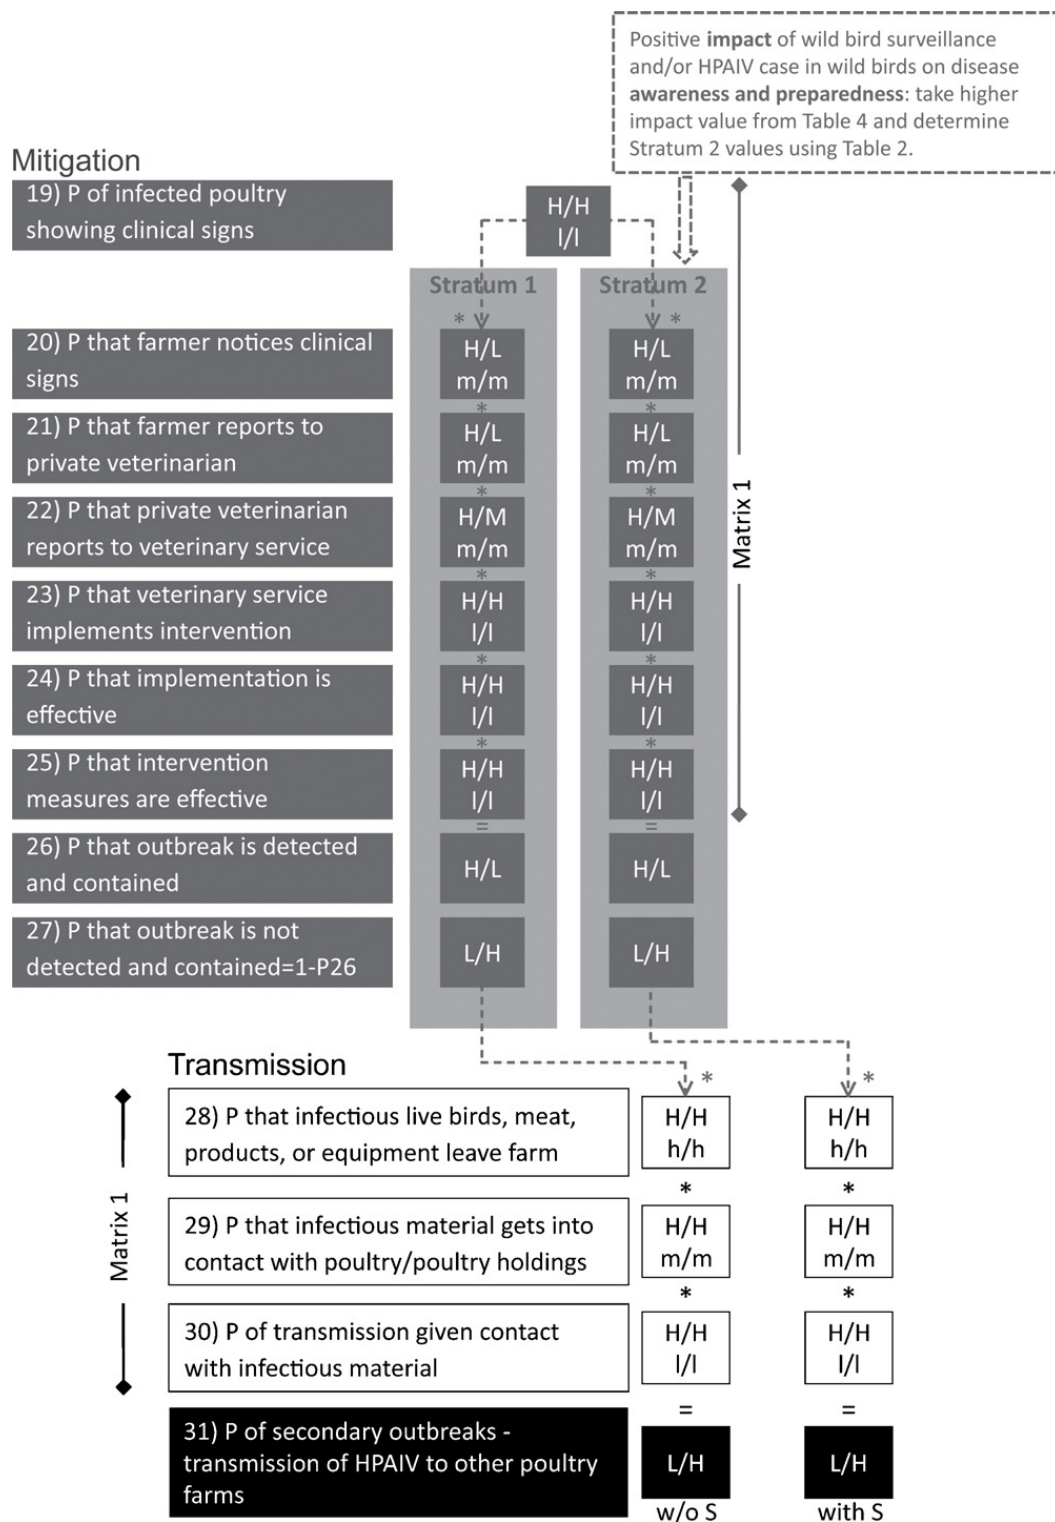 Positive impact of wild bird surveillance
and/or HPAIV case in wild birds on disease
awareness and preparedness: take higher
impact value from Table 4 and determine
Stratum 2 values using Table 2.
Mitigation
19) P of infected poultry
showing clinical signs
H/H
l/l
Stratum 1
Stratum 2
* *
20) P that farmer notices clinical
signs
H/L
m/m
H/L
m/m
* *
21) P that farmer reports to
private veterinarian
H/L
m/m
H/L
m/m
* *
22) P that private veterinarian
reports to veterinary service
H/M
m/m
H/M
m/m
* *
23) P that veterinary service
implements intervention
H/H
l/l
H/H
l/l
* *
24) P that implementation is
effective
H/H
l/l
H/H
l/l
* *
25) P that intervention
measures are effective
H/H
l/l
H/H
l/l
= =
26) P that outbreak is detected
and contained
H/L
H/L
27) P that outbreak is not
detected and contained=1-P26
L/H
L/H
Matrix 1
Transmission
* *
28) P that infectious live birds, meat,
products, or equipment leave farm
H/H
h/h
H/H
h/h
* *
29) P that infectious material gets into
contact with poultry/poultry holdings
H/H
m/m
H/H
m/m
* *
30) P of transmission given contact
with infectious material
H/H
l/l
H/H
l/l
= =
31) P of secondary outbreaks -
transmission of HPAIV to other poultry
farms
L/H
L/H
w/o S
with S
Matrix 1